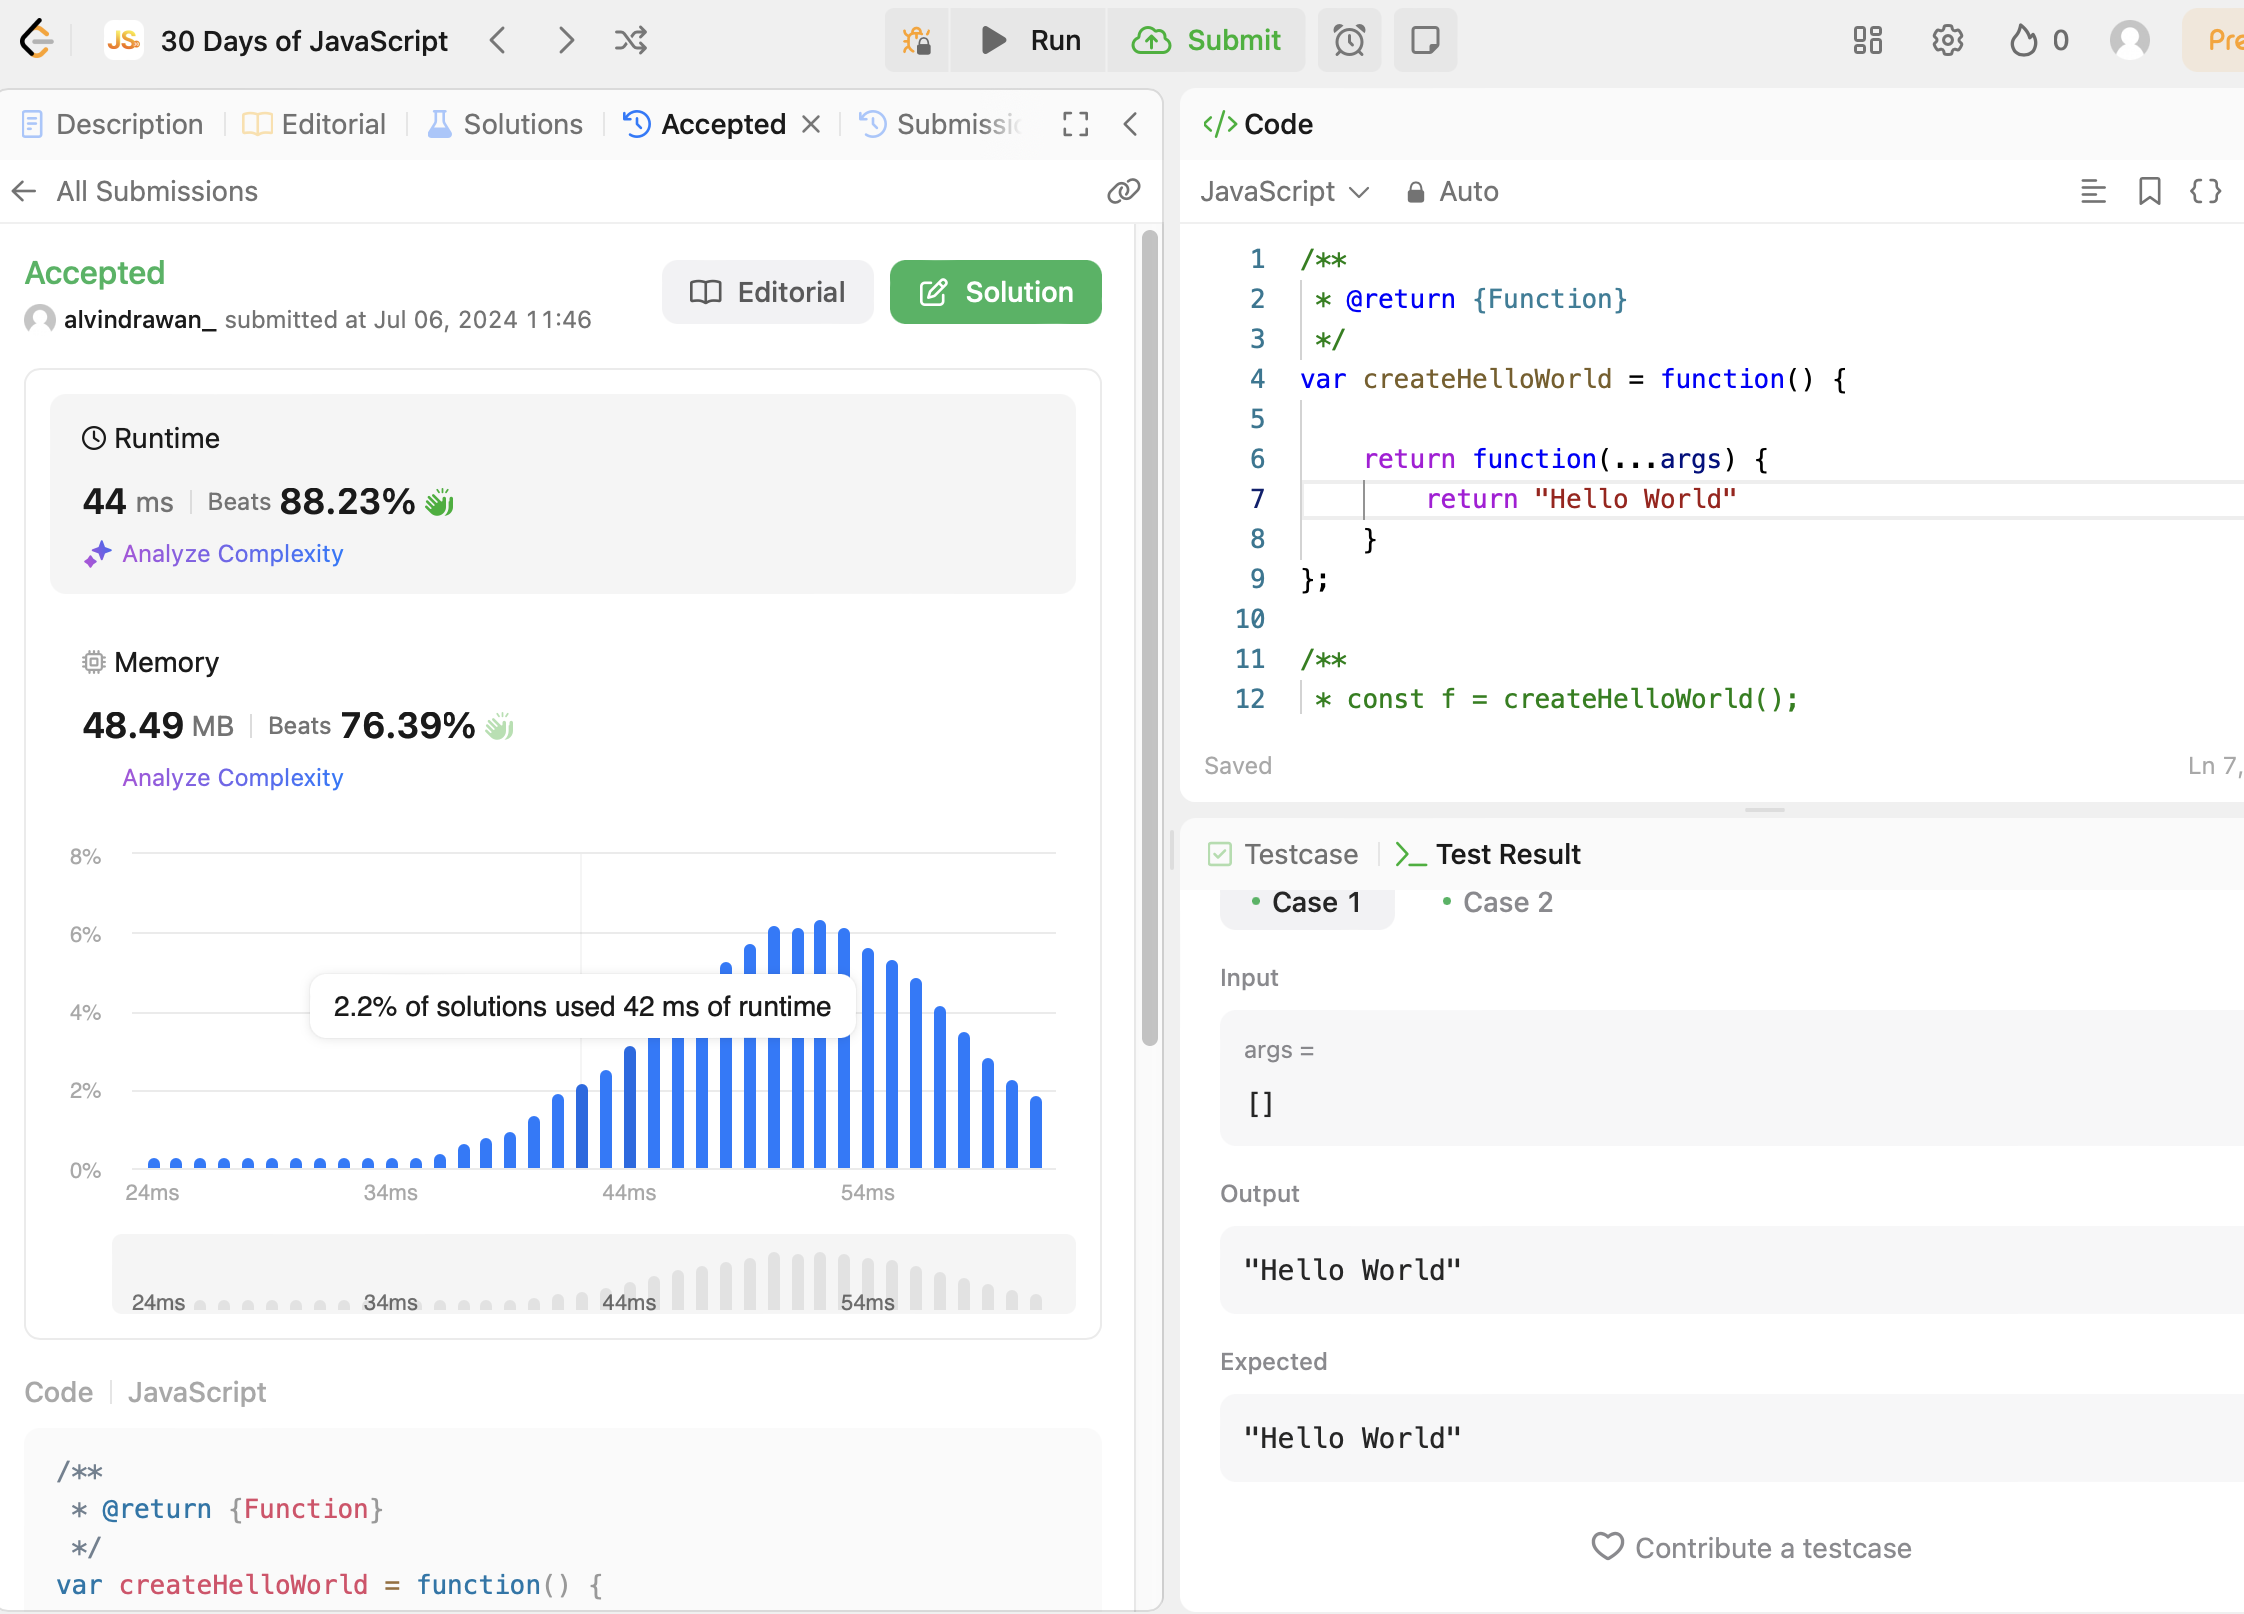 JS 30 Days of JavaScript
Run
Submit
0
Description
Editorial
Solutions
Accepted
All Submissions
Accepted
alvindrawan_ submitted at Jul 06, 2024 11:46
Editorial
Solution
Runtime
44 ms
Beats 88.23%
Analyze Complexity
Memory
48.49 MB
Beats 76.39%
Analyze Complexity
8%
6%
4%
2%
0%
2.2% of solutions used 42 ms of runtime
24ms 34ms 44ms 54ms
24ms 34ms 44ms 54ms
Code
JavaScript
/**
* @return {Function}
*/
var createHelloWorld = function() {
</> Code
JavaScript
Auto
1 /**
2 * @return {Function}
3 */
4 var createHelloWorld = function() {
5
6 return function(...args) {
7 return "Hello World"
8 }
9 };
10
11 /**
12 * const f = createHelloWorld();
Saved
Ln 7,
Testcase
>_ Test Result
Case 1
Case 2
Input
args =
[]
Output
"Hello World"
Expected
"Hello World"
Contribute a testcase